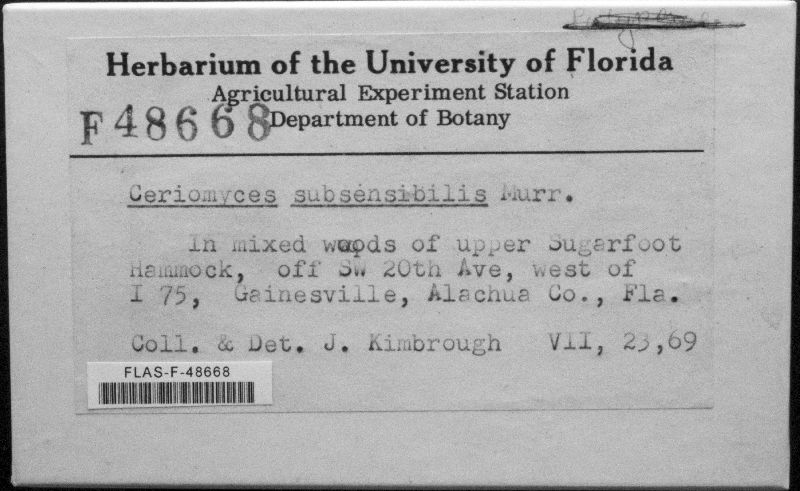 Herbarium of the University of Florida
Agricultural Experiment Station
F48668 Department of Botany
Ceriomyces subsensibilis Murr.
In mixed woods of upper Sugarfoot
Hammock, off SW 20th Ave, west of
I 75, Gainesville, Alachua Co., Fla.
Coll. & Det. J. Kimbrough VII, 23,69
FLAS-F-48668